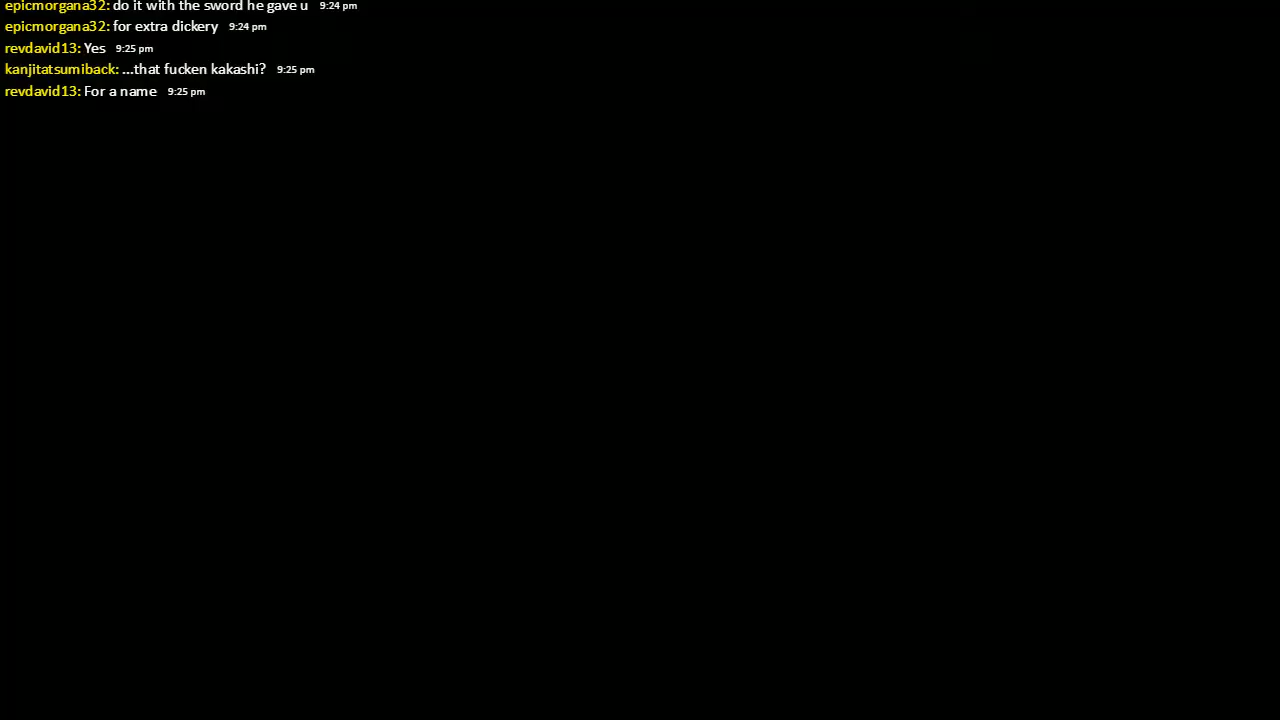 epicmorgana32: do it with the sword he gave u 9:24 pm
epicmorgana32: for extra dickery 9:24 pm
revdavid13: Yes 9:25 pm
kanjitatsumiback: ...that fucken kakashi? 9:25 pm
revdavid13: For a name 9:25 pm